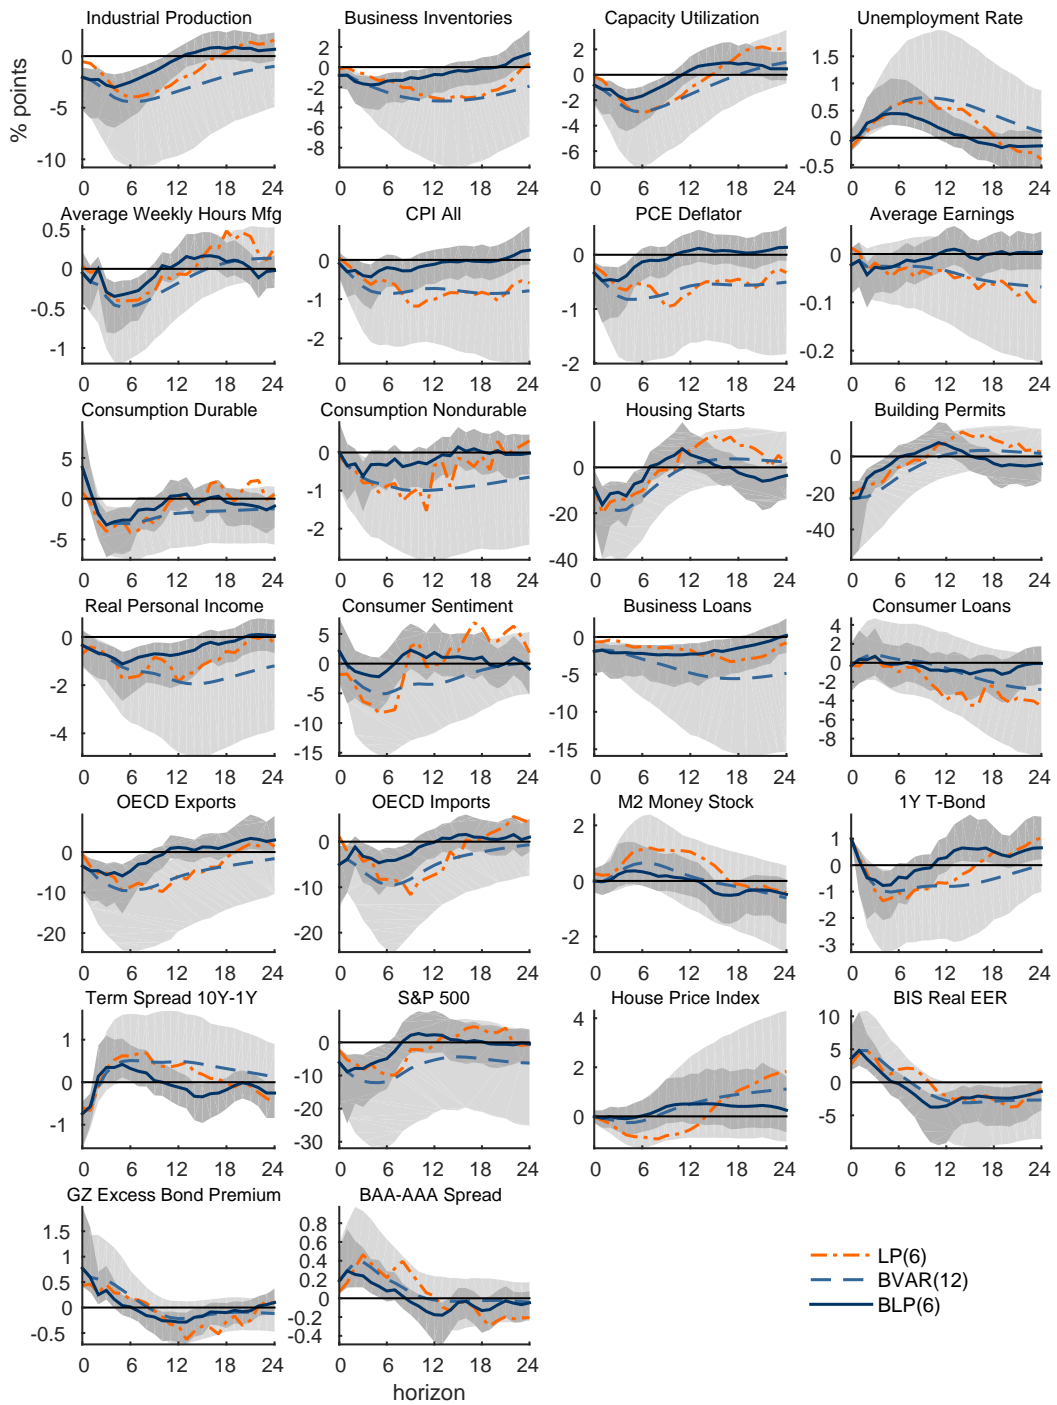 Industrial Production
Business Inventories
Capacity Utilization
Unemployment Rate
% points
0
-5
-10
0 6 12 18 24
0
-2
-4
-6
-8
0 6 12 18 24
2
0
-2
-4
-6
0 6 12 18 24
1.5
1
0.5
0
-0.5
0 6 12 18 24
Average Weekly Hours Mfg
CPI All
PCE Deflator
Average Earnings
0.5
0
-0.5
-1
0 6 12 18 24
0
-1
-2
0 6 12 18 24
0
-1
-2
0 6 12 18 24
0
-0.1
-0.2
0 6 12 18 24
Consumption Durable
Consumption Nondurable
Housing Starts
Building Permits
5
0
-5
0 6 12 18 24
0
-1
-2
0 6 12 18 24
0
-20
-40
0 6 12 18 24
0
-20
-40
0 6 12 18 24
Real Personal Income
Consumer Sentiment
Business Loans
Consumer Loans
0
-2
-4
0 6 12 18 24
5
0
-5
-10
-15
0 6 12 18 24
0
-5
-10
-15
0 6 12 18 24
4
2
0
-2
-4
-6
-8
0 6 12 18 24
OECD Exports
OECD Imports
M2 Money Stock
1Y T-Bond
0
-10
-20
0 6 12 18 24
0
-10
-20
0 6 12 18 24
2
0
-2
0 6 12 18 24
2
1
0
-1
-2
-3
0 6 12 18 24
Term Spread 10Y-1Y
S&P 500
House Price Index
BIS Real EER
1
0
-1
0 6 12 18 24
0
-10
-20
-30
0 6 12 18 24
4
2
0
0 6 12 18 24
10
5
0
-5
0 6 12 18 24
GZ Excess Bond Premium
BAA-AAA Spread
1.5
1
0.5
0
-0.5
0 6 12 18 24
0.8
0.6
0.4
0.2
0
-0.2
-0.4
0 6 12 18 24
horizon
LP(6)
BVAR(12)
BLP(6)